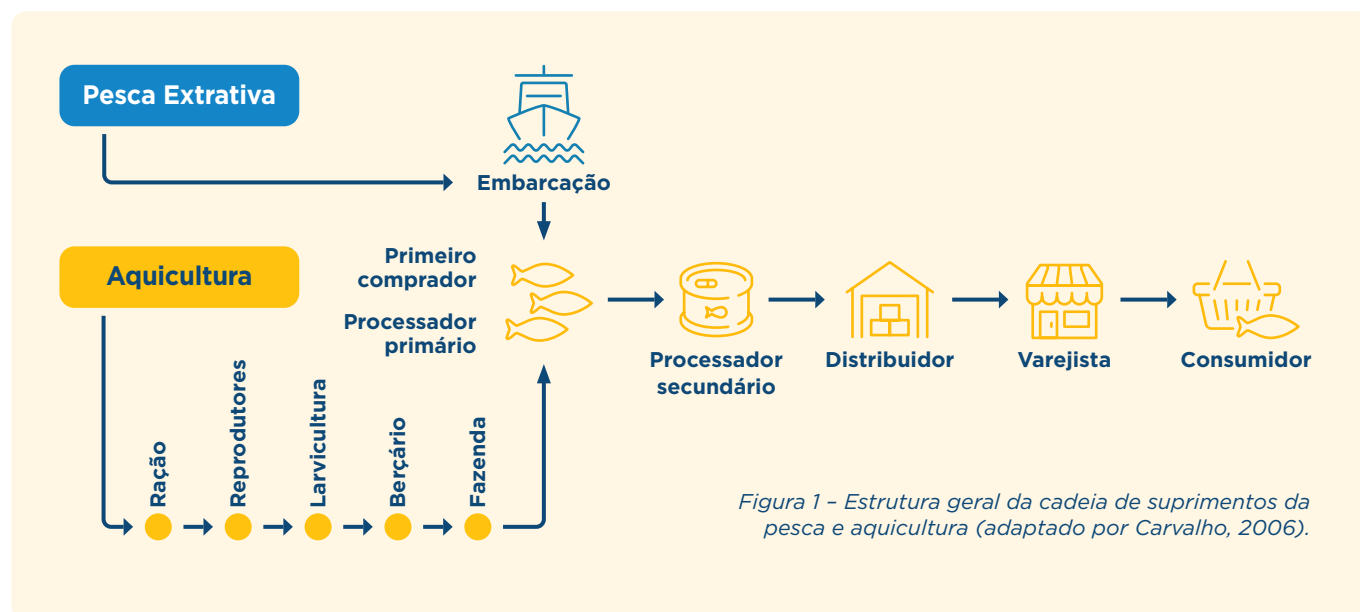 Pesca Extrativa
Embarcação
Aquicultura
Primeiro
comprador
Processador
primário
Processador
secundário
Distribuidor
Varejista
Consumidor
Ração
Reprodutores
Larvicultura
Berçário
Fazenda
Figura 1 – Estrutura geral da cadeia de suprimentos da
pesca e aquicultura (adaptado por Carvalho, 2006).